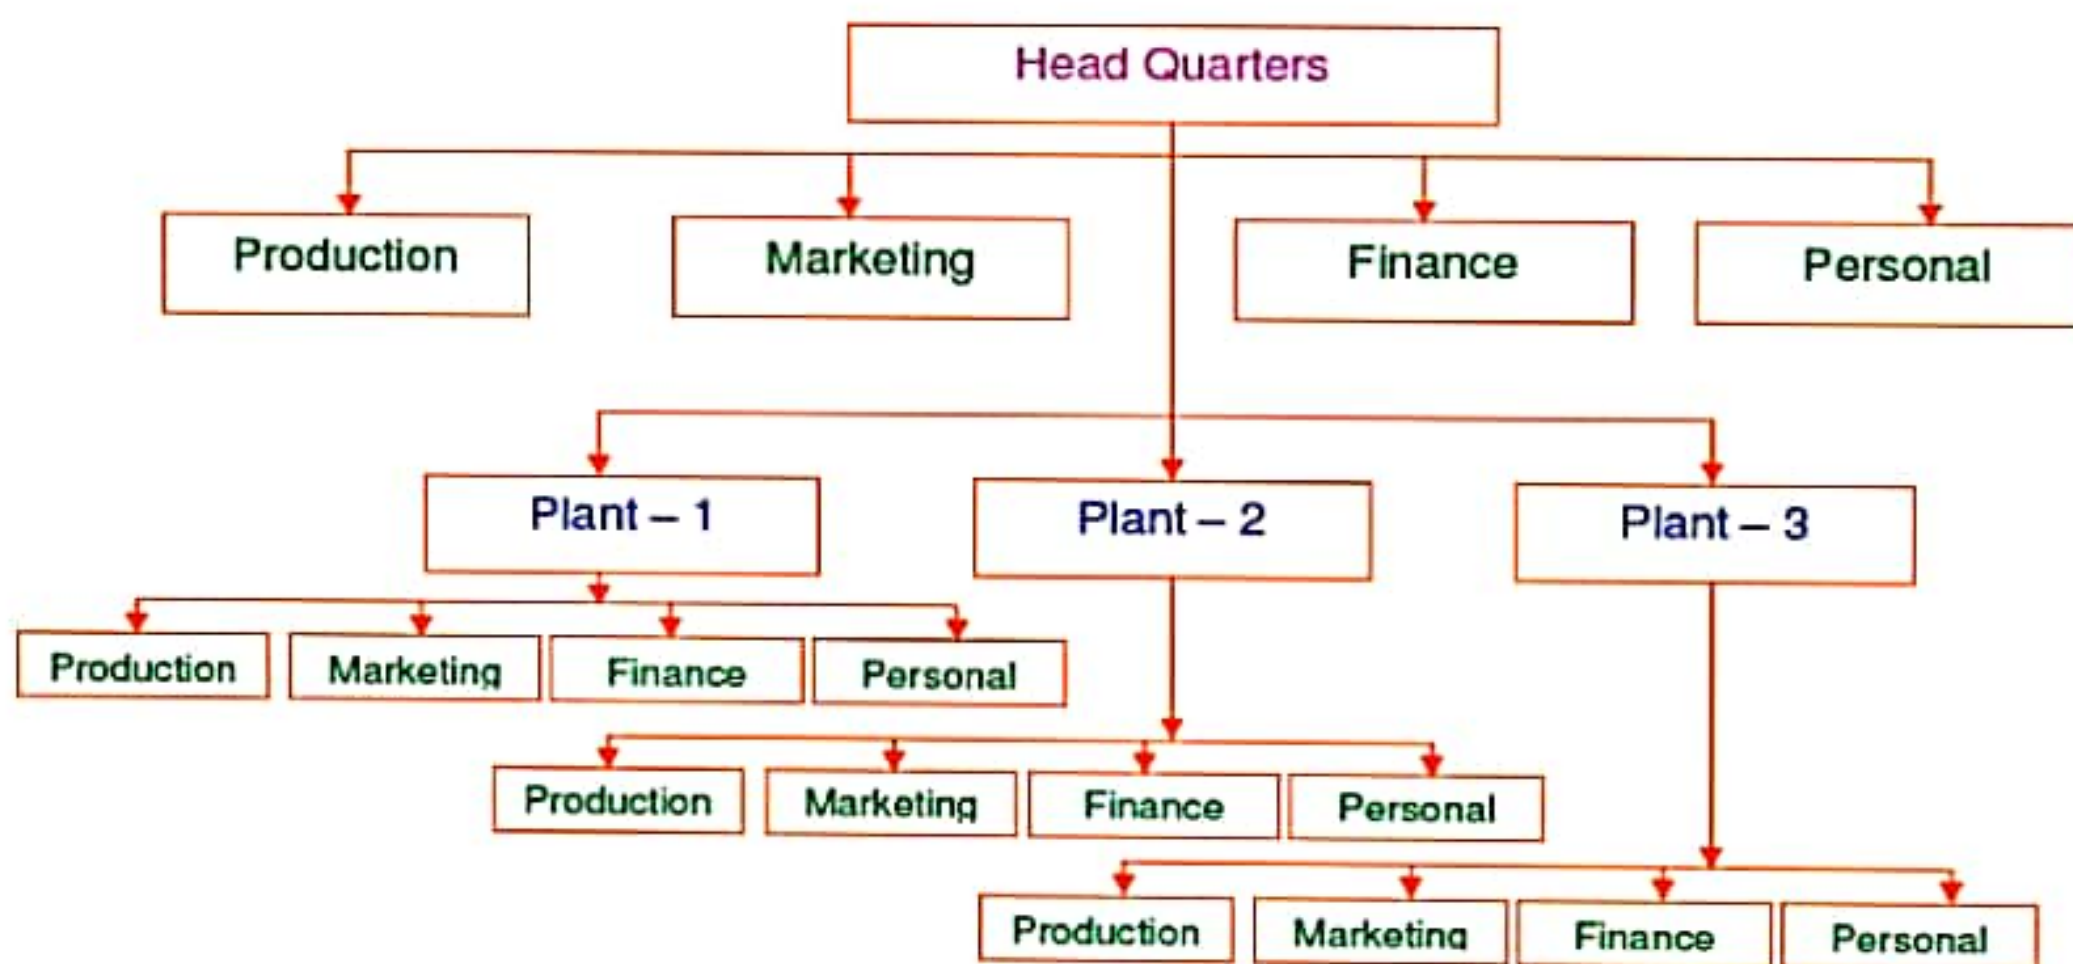 Head Quarters
Production
Marketing
Finance
Personal
Plant – 1
Plant – 2
Plant – 3
Production
Marketing
Finance
Personal
Production
Marketing
Finance
Personal
Production
Marketing
Finance
Personal